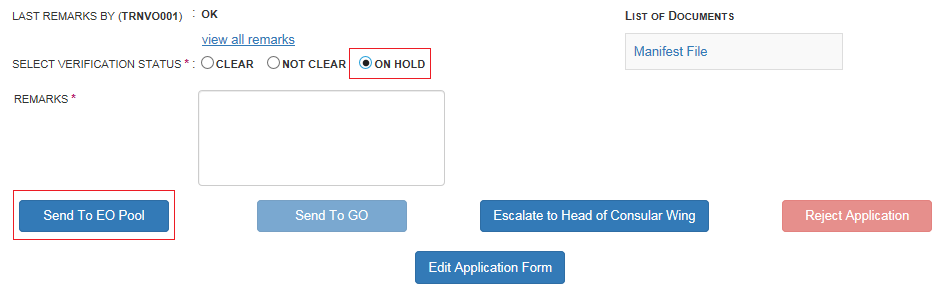 LAST REMARKS BY (TRNVO001) : OK
view all remarks
SELECT VERIFICATION STATUS * : CLEAR NOT CLEAR ON HOLD
LIST OF DOCUMENTS
Manifest File
REMARKS *
Send To EO Pool
Send To GO
Escalate to Head of Consular Wing
Reject Application
Edit Application Form